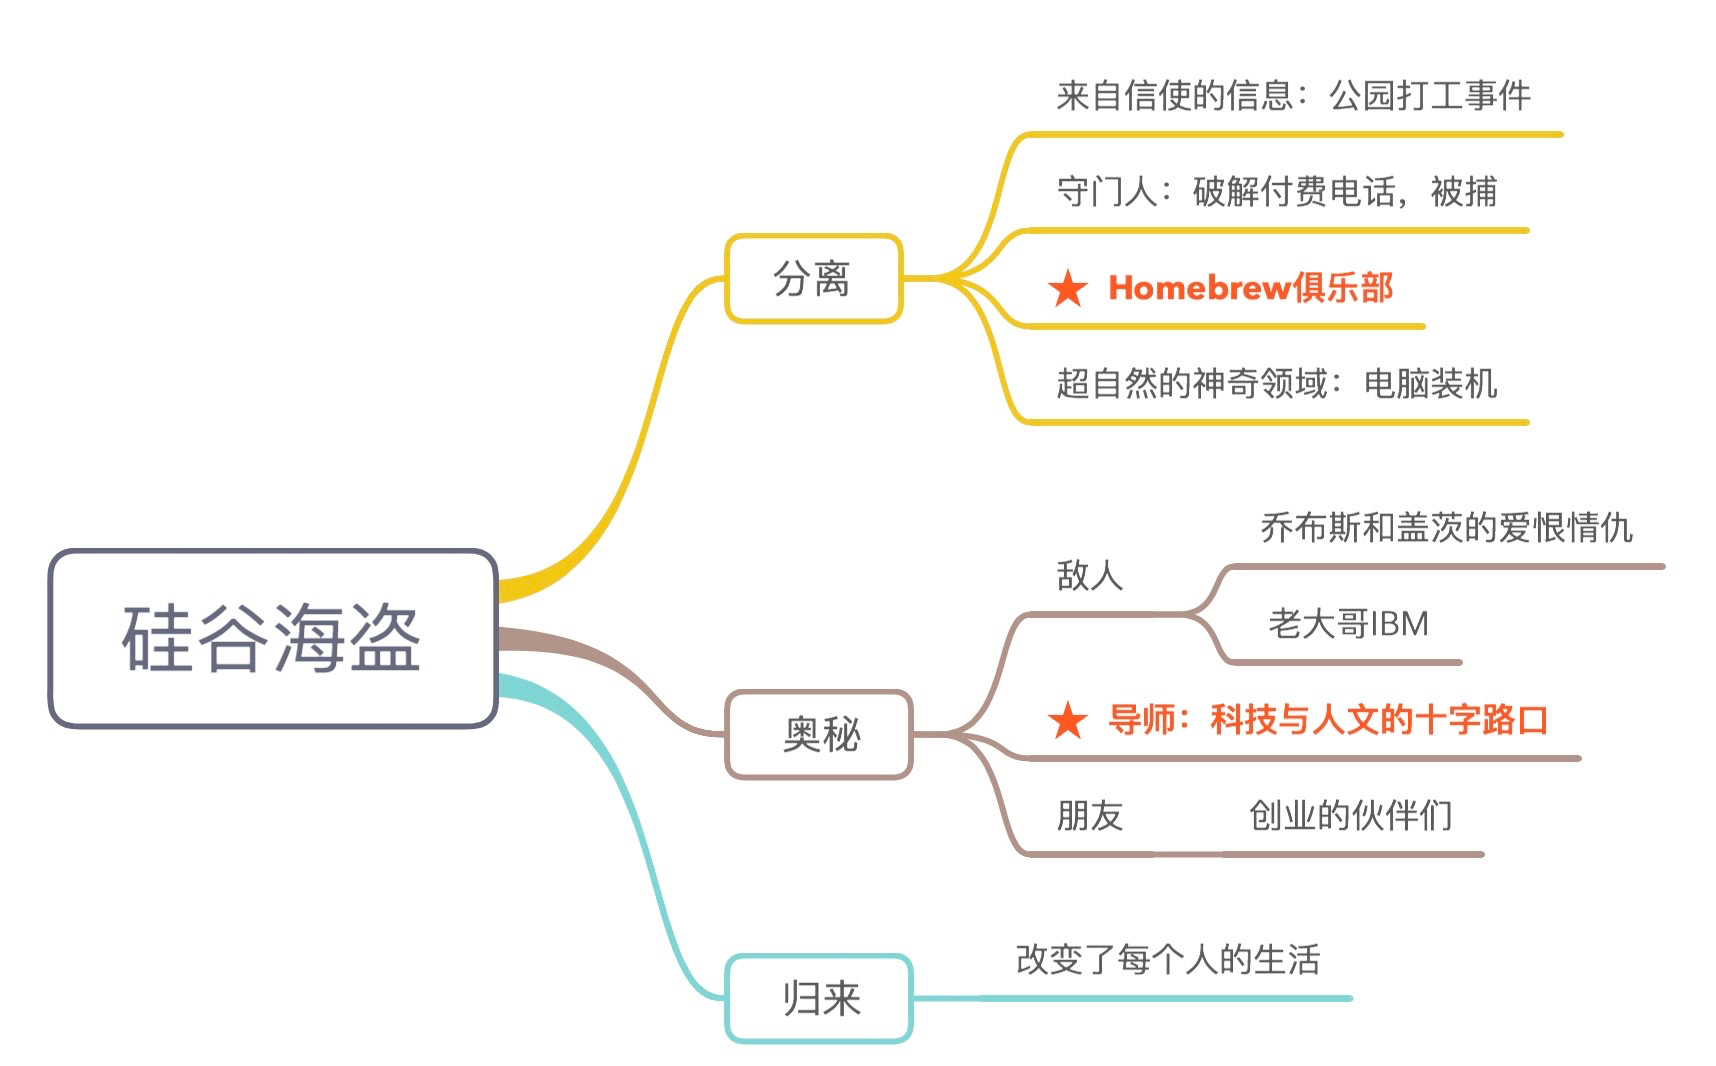 硅谷海盗
分离
来自信使的信息：公园打工事件
守门人：破解付费电话，被捕
Homebrew俱乐部
超自然的神奇领域：电脑装机
奥秘
敌人
乔布斯和盖茨的爱恨情仇
老大哥IBM
导师：科技与人文的十字路口
朋友
创业的伙伴们
归来
改变了每个人的生活